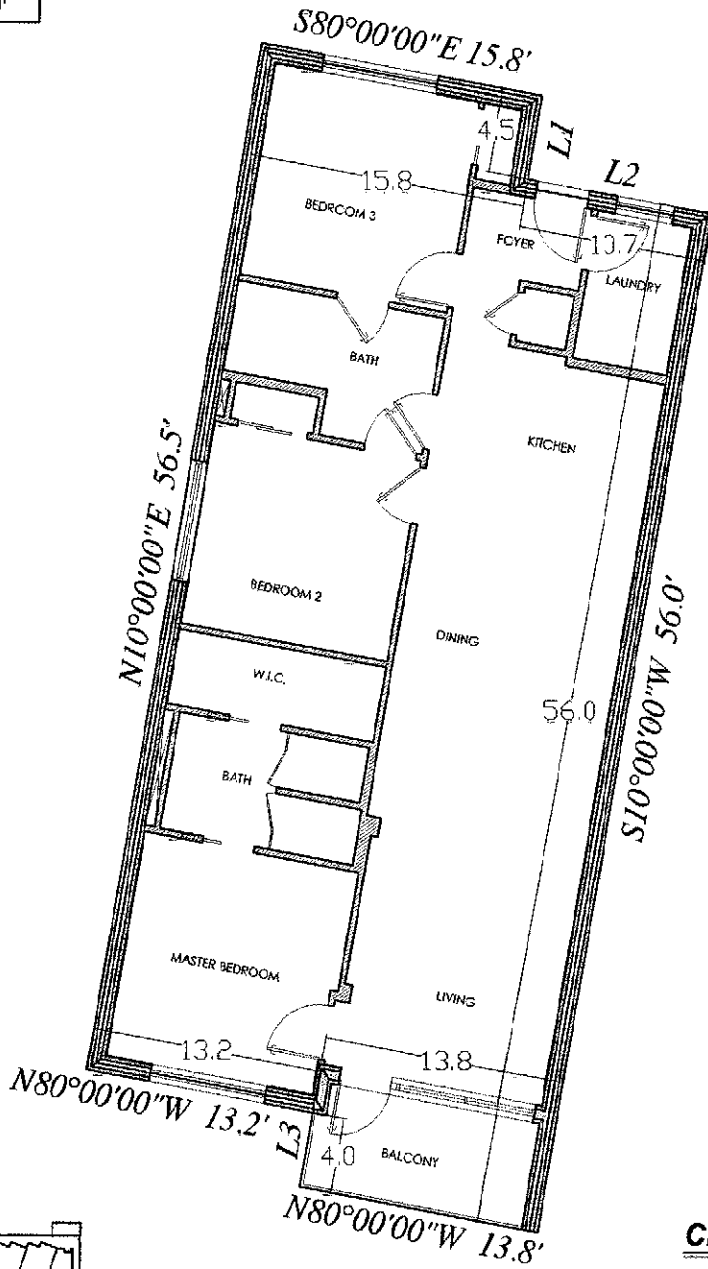 S80°00'00"E 15.8'
L1
4.5
L2
15.8
BEDROOM 3
FOYER
10.7
LAUNDRY
BATH
KITCHEN
N10°00'00"E 56.5'
BEDROOM 2
DINING
W.I.C.
56.0
S10°00'00"W 56.0'
BATH
MASTER BEDROOM
LIVING
13.2
13.8
N80°00'00"W 13.2'
L3
4.0
BALCONY
N80°00'00"W 13.8'